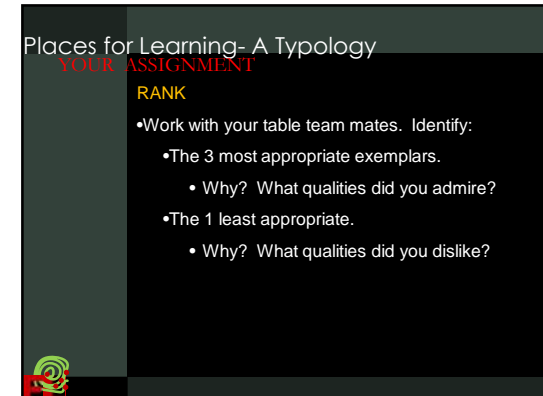 Places for Learning- A Typology
YOUR ASSIGNMENT
RANK
•Work with your table team mates. Identify:
•The 3 most appropriate exemplars.
• Why? What qualities did you admire?
•The 1 least appropriate.
• Why? What qualities did you dislike?